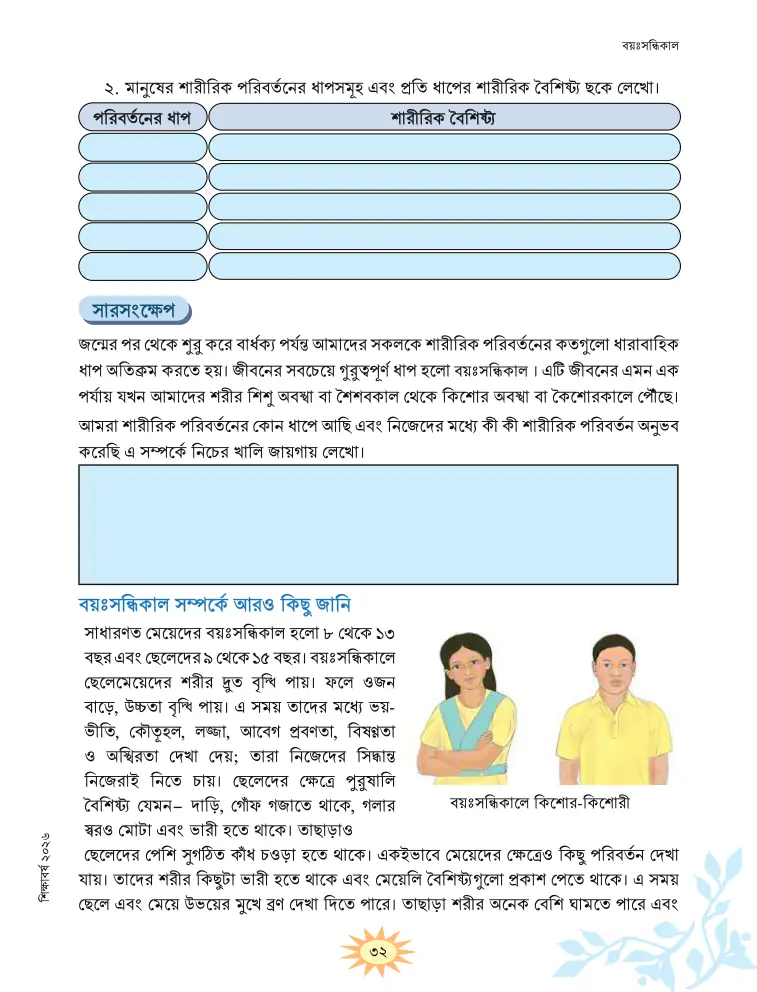 বয়ঃসন্ধিকাল
২. মানুষের শারীরিক পরিবর্তনের ধাপসমূহ এবং প্রতি ধাপের শারীরিক বৈশিষ্ট্য ছকে লেখো।
পরিবর্তনের ধাপ শারীরিক বৈশিষ্ট্য
সারসংক্ষেপ
জন্মের পর থেকে শুরু করে বার্ধক্য পর্যন্ত আমাদের সকলকে শারীরিক পরিবর্তনের কতগুলো ধারাবাহিক
ধাপ অতিক্রম করতে হয়। জীবনের সবচেয়ে গুরুত্বপূর্ণ ধাপ হলো বয়ঃসন্ধিকাল । এটি জীবনের এমন এক
পর্যায় যখন আমাদের শরীর শিশু অবস্থা বা শৈশবকাল থেকে কিশোর অবস্থা বা কৈশোরকালে পৌঁছে।
আমরা শারীরিক পরিবর্তনের কোন ধাপে আছি এবং নিজেদের মধ্যে কী কী শারীরিক পরিবর্তন অনুভব
করেছি এ সম্পর্কে নিচের খালি জায়গায় লেখো।
বয়ঃসন্ধিকাল সম্পর্কে আরও কিছু জানি
সাধারণত মেয়েদের বয়ঃসন্ধিকাল হলো ৮ থেকে ১৩
বছর এবং ছেলেদের ৯ থেকে ১৫ বছর। বয়ঃসন্ধিকালে
ছেলেমেয়েদের শরীর দ্রুত বৃদ্ধি পায়। ফলে ওজন
বাড়ে, উচ্চতা বৃদ্ধি পায়। এ সময় তাদের মধ্যে ভয়-
ভীতি, কৌতূহল, লজ্জা, আবেগ প্রবণতা, বিষণ্ণতা
ও অস্থিরতা দেখা দেয়; তারা নিজেদের সিদ্ধান্ত
নিজেরাই নিতে চায়। ছেলেদের ক্ষেত্রে পুরুষালি
বৈশিষ্ট্য যেমন– দাড়ি, গোঁফ গজাতে থাকে, গলার
স্বরও মোটা এবং ভারী হতে থাকে। তাছাড়াও
বয়ঃসন্ধিকালে কিশোর-কিশোরী
ছেলেদের পেশি সুগঠিত কাঁধ চওড়া হতে থাকে। একইভাবে মেয়েদের ক্ষেত্রেও কিছু পরিবর্তন দেখা
যায়। তাদের শরীর কিছুটা ভারী হতে থাকে এবং মেয়েলি বৈশিষ্ট্যগুলো প্রকাশ পেতে থাকে। এ সময়
ছেলে এবং মেয়ে উভয়ের মুখে ব্রণ দেখা দিতে পারে। তাছাড়া শরীর অনেক বেশি ঘামতে পারে এবং
শিক্ষাবর্ষ ২০২৬
৩২